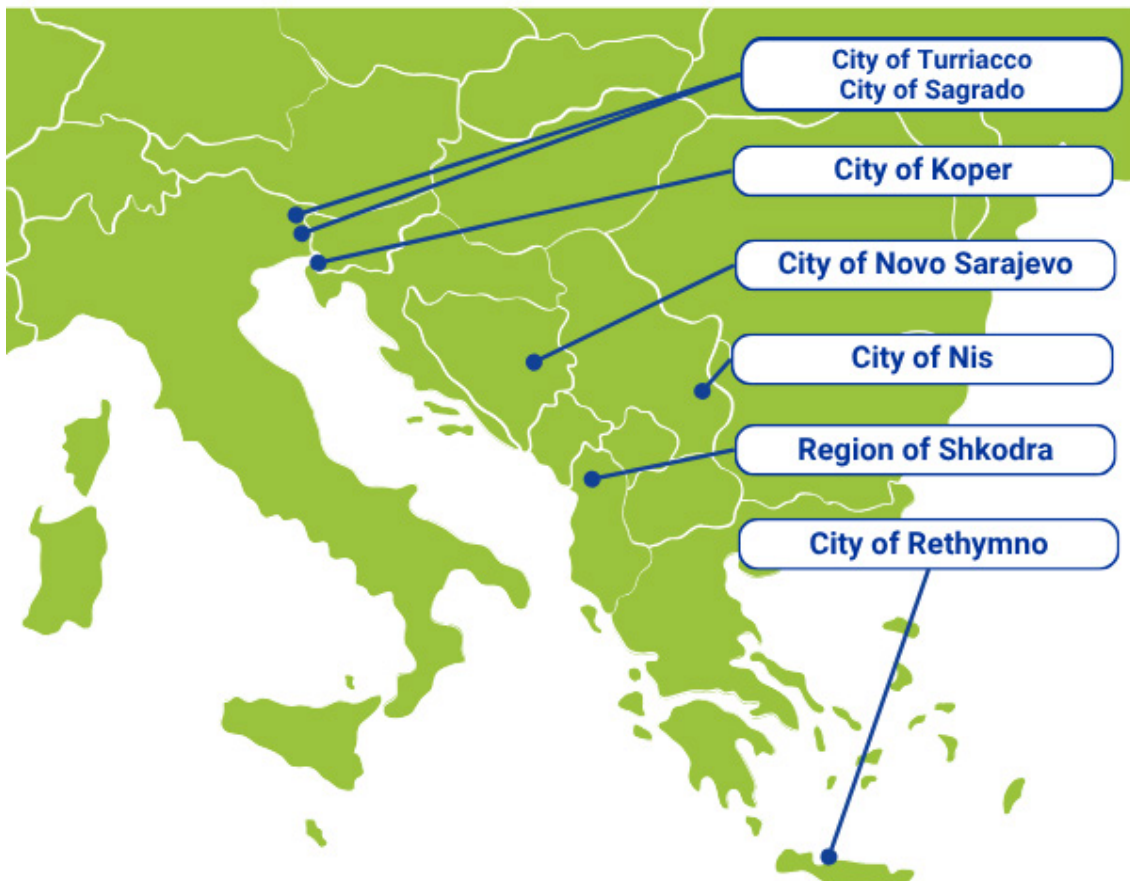 City of Turriacco
City of Sagrado
City of Koper
City of Novo Sarajevo
City of Nis
Region of Shkodra
City of Rethymno